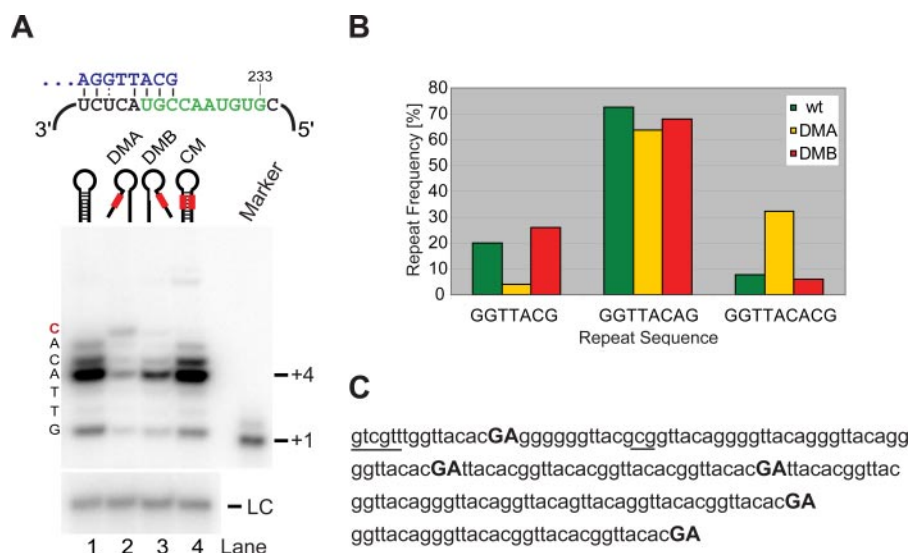 A
...AGGTTACG
233
UCUCAUGCCAAUGUGC
3'
5'
DMA
DMB
CM
Marker
C
A
C
A
T
T
G
+4
+1
LC
1 2 3 4 Lane
B
Repeat Frequency [%]
80
70
60
50
40
30
20
10
0
wt
DMA
DMB
GGTTACG GGTTACAG GGTTACACG
Repeat Sequence
C
gtcgtttggttacacGAggggggttacgcggttacaggggttacagggttacagg
ggttacacGAttacacggttacacggttacacggttacacGAttacacggttac
ggttacagggttacaggttacagttacaggttacacggttacacGA
ggttacagggttacacggttacacggttacacGA